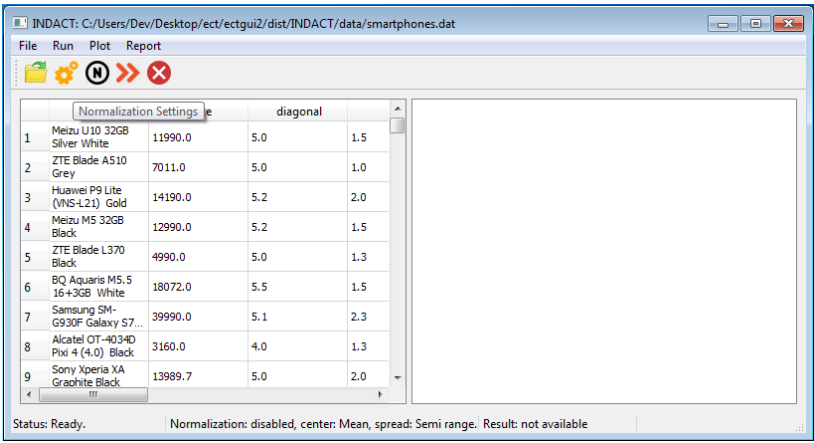 INDACT: C:/Users/Dev/Desktop/ect/ectgui2/dist/INDACT/data/smartphones.dat
File Run Plot Report
N
Normalization Settings e diagonal
1 Meizu U10 32GB Silver White 11990.0 5.0 1.5
2 ZTE Blade A510 Grey 7011.0 5.0 1.0
3 Huawei P9 Lite (VNS-L21) Gold 14190.0 5.2 2.0
4 Meizu M5 32GB Black 12990.0 5.2 1.5
5 ZTE Blade L370 Black 4990.0 5.0 1.3
6 BQ Aquaris M5.5 16+3GB White 18072.0 5.5 1.5
7 Samsung SM-G930F Galaxy S7... 39990.0 5.1 2.3
8 Alcatel OT-4034D Pixi 4 (4.0) Black 3160.0 4.0 1.3
9 Sony Xperia XA Graphite Black 13989.7 5.0 2.0
Status: Ready. Normalization: disabled, center: Mean, spread: Semi range. Result: not available